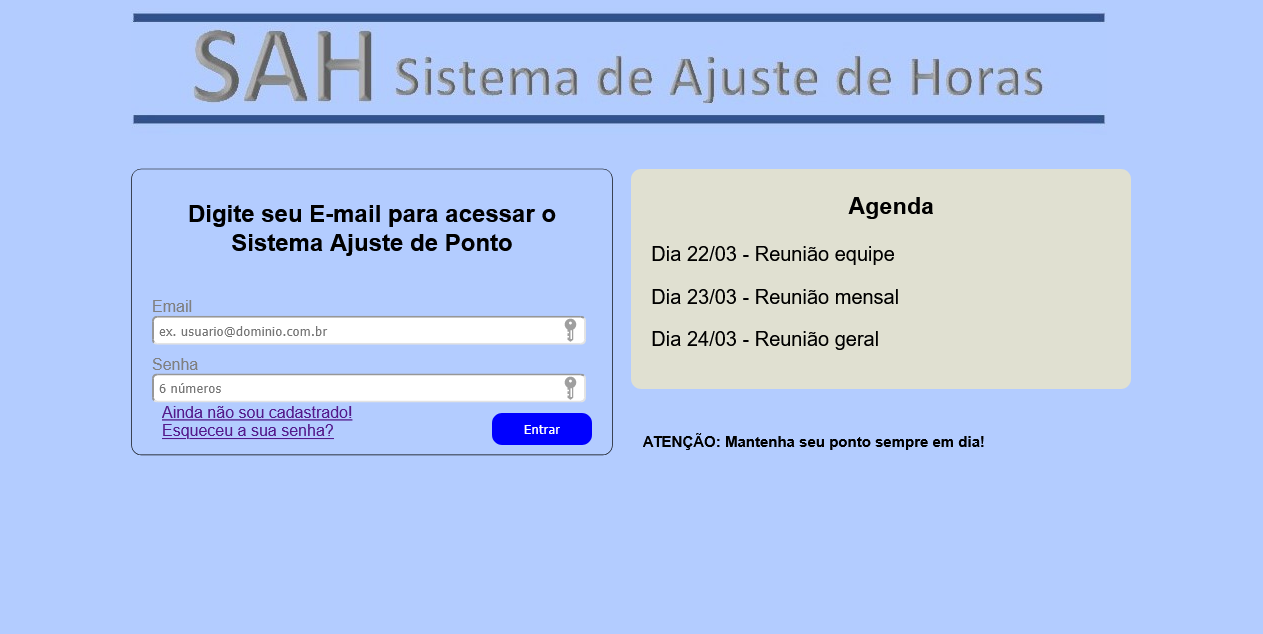 SAH Sistema de Ajuste de Horas
Digite seu E-mail para acessar o
Sistema Ajuste de Ponto
Email
ex. usuario@dominio.com.br
Senha
6 números
Ainda não sou cadastrado!
Esqueceu a sua senha?
Entrar
Agenda
Dia 22/03 - Reunião equipe
Dia 23/03 - Reunião mensal
Dia 24/03 - Reunião geral
ATENÇÃO: Mantenha seu ponto sempre em dia!